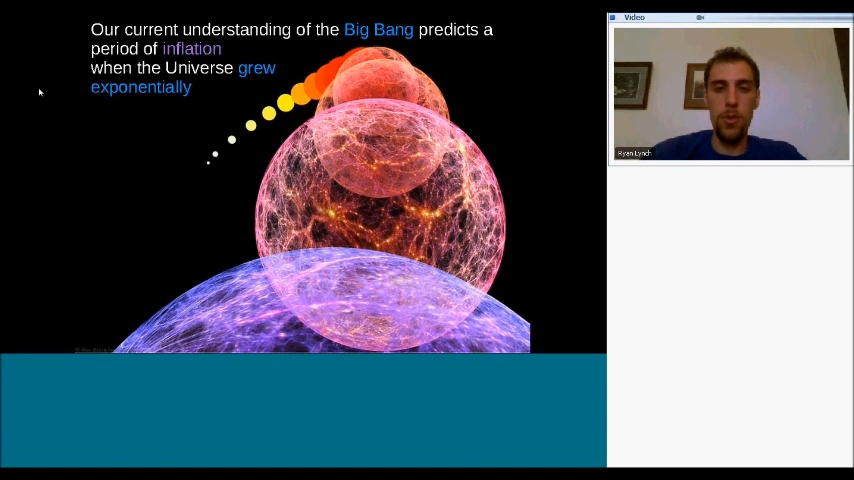 Our current understanding of the Big Bang predicts a
period of inflation
when the Universe grew
exponentially
Video
Ryan Lynch